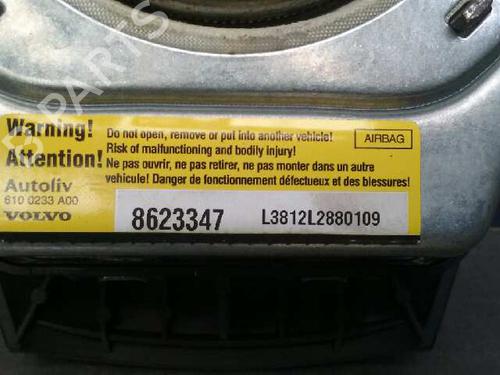 Warning!
Attention!
Do not open, remove or put into another vehicle!
AIRBAG
Risk of malfunctioning and bodily injury!
Ne pas ouvrir, ne pas retirer, ne pas monter dans un autre
vehicule! Danger de fonctionnement défectueux et des blessures!
Autoliv
610 0233 A00
VOLVO
8623347
L3812L2880109
PARTS